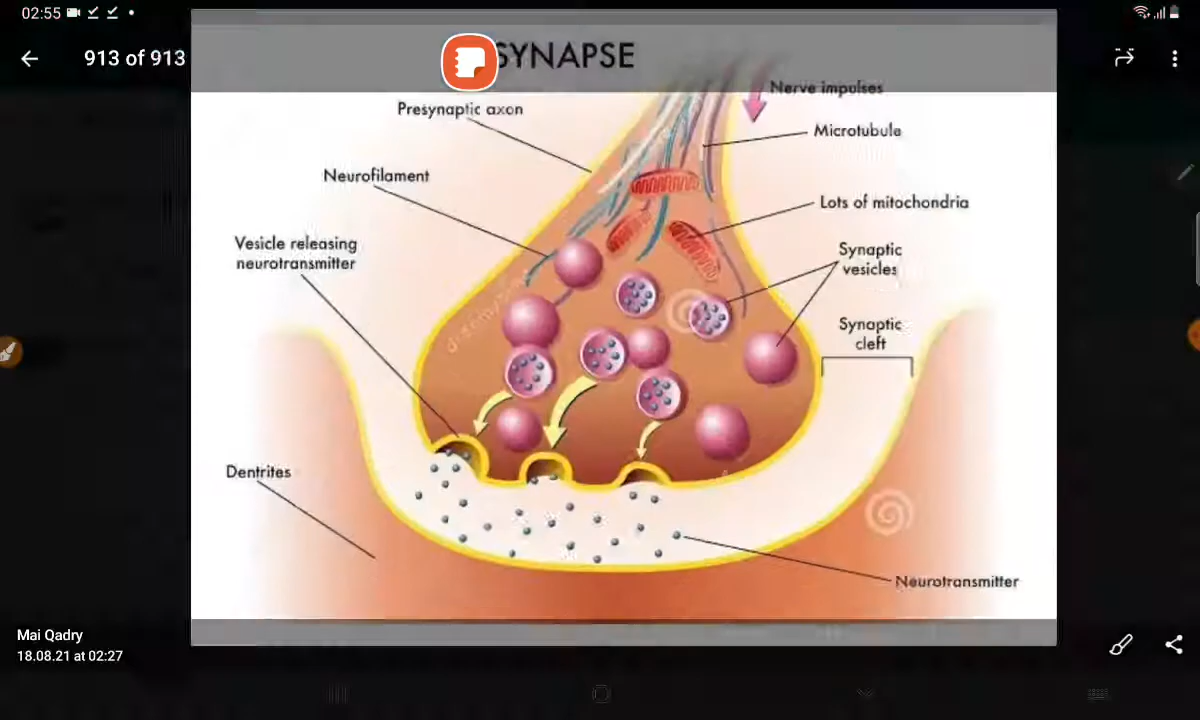 02:55
913 of 913
SYNAPSE
Nerve impulses
Presynaptic axon
Microtubule
Neurofilament
Lots of mitochondria
Vesicle releasing
neurotransmitter
Synaptic
vesicles
Synaptic
cleft
Dentrites
Neurotransmitter
Mai Qadry
18.08.21 at 02:27